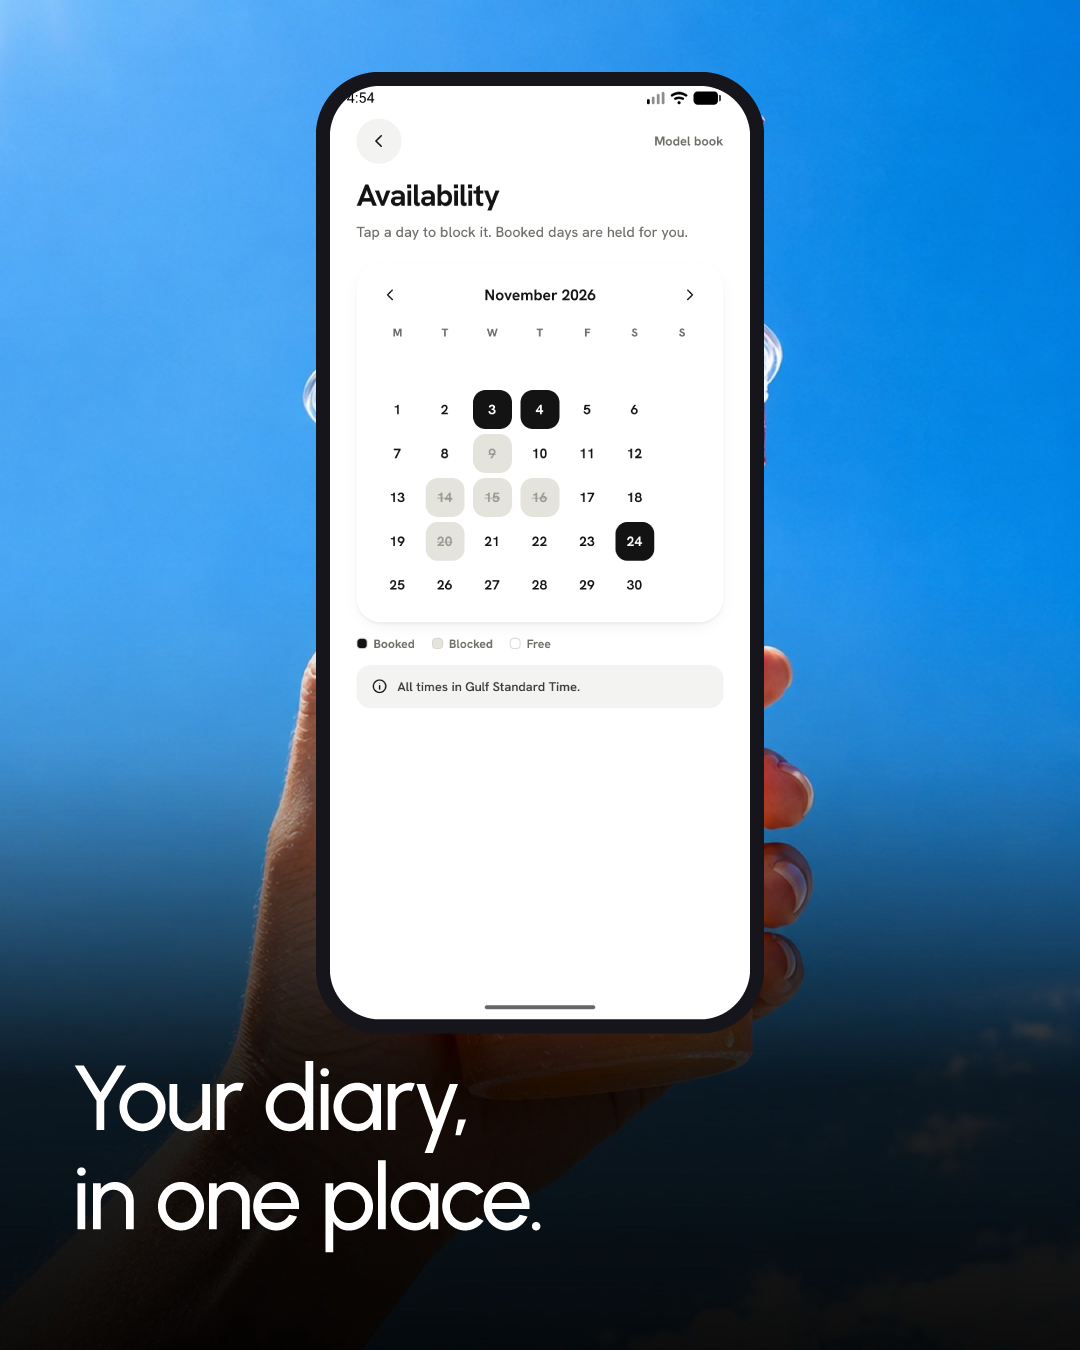 4:54
Model book
Availability
Tap a day to block it. Booked days are held for you.
November 2026
M T W T F S S
1 2 3 4 5 6
7 8 9 10 11 12
13 14 15 16 17 18
19 20 21 22 23 24
25 26 27 28 29 30
Booked Blocked Free
All times in Gulf Standard Time.
Your diary,
in one place.